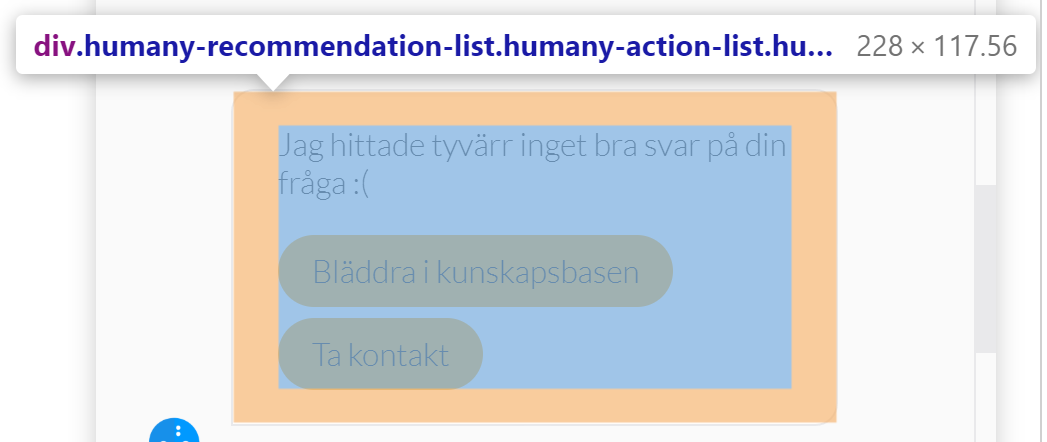 div.humany-recommendation-list.humany-action-list.hu... 228 × 117.56
Jag hittade tyvärr inget bra svar på din
fråga :(
Bläddra i kunskapsbasen
Ta kontakt